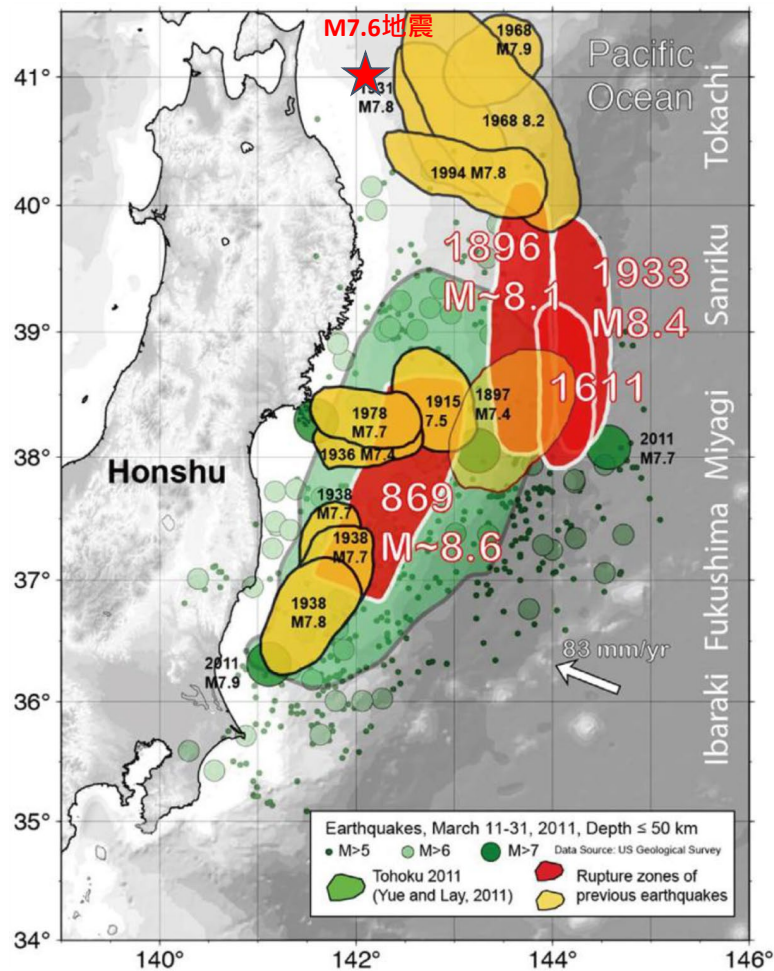 M7.6地震
41°
40°
39°
38°
37°
36°
35°
34°
140°
142°
144°
146°
1968
M7.9
Pacific
Ocean
1931
M7.8
1968 8.2
1994 M7.8
Tokachi
Sanriku
Miyagi
Fukushima
Ibaraki
1896
M~8.1
1933
M8.4
1611
1978
M7.7
1915
7.5
1897
M7.4
1936 M7.4
2011
M7.7
Honshu
869
M~8.6
1938
M7.7
1938
M7.7
1938
M7.8
2011
M7.9
83 mm/yr
Earthquakes, March 11-31, 2011, Depth ≤ 50 km
M>5 M>6 M>7 Data Source: US Geological Survey
Tohoku 2011
(Yue and Lay, 2011)
Rupture zones of
previous earthquakes